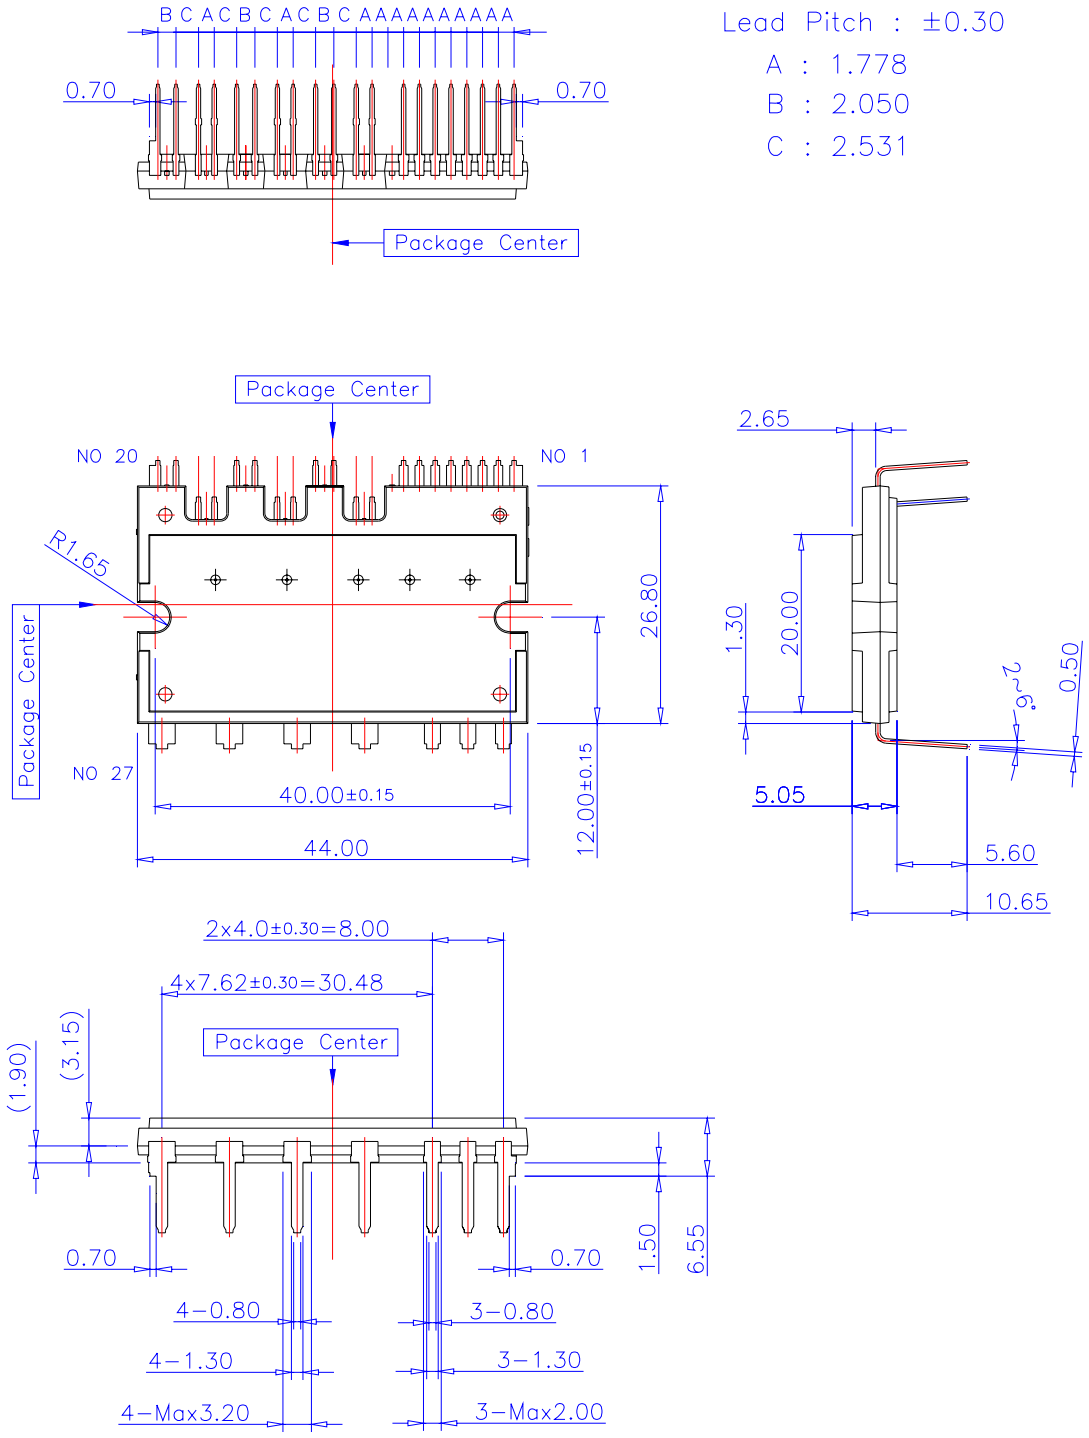 B C A C B C A C B C A A A A A A A A A A
Lead Pitch : ±0.30
A : 1.778
B : 2.050
C : 2.531
0.70
0.70
Package Center
Package Center
NO 20
NO 1
2.65
R1.65
Package Center
26.80
1.30
20.00
2~6°
0.50
NO 27
40.00±0.15
12.00±0.15
44.00
5.05
5.60
10.65
2x4.0±0.30=8.00
4x7.62±0.30=30.48
Package Center
(1.90)
(3.15)
1.50
6.55
0.70
0.70
4-0.80
3-0.80
4-1.30
3-1.30
4-Max3.20
3-Max2.00